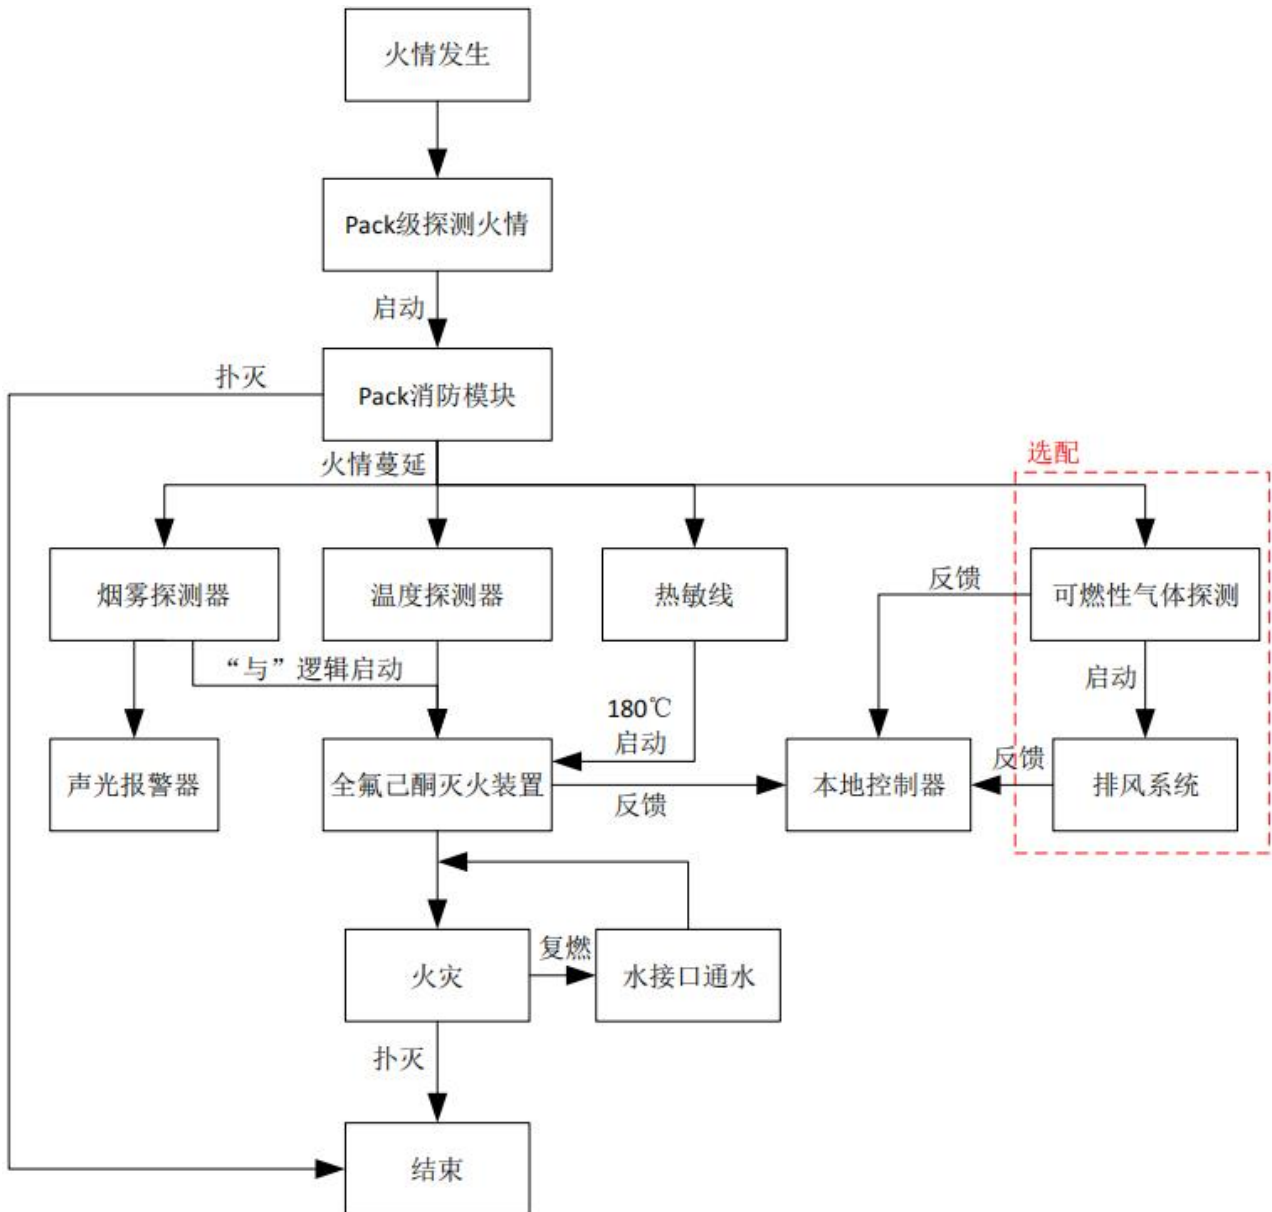 火情发生
Pack级探测火情
启动
扑灭
Pack消防模块
火情蔓延
选配
烟雾探测器
温度探测器
热敏线
反馈
可燃性气体探测
“与”逻辑启动
180℃
启动
启动
声光报警器
全氟己酮灭火装置
反馈
本地控制器
反馈
排风系统
火灾
复燃
水接口通水
扑灭
结束